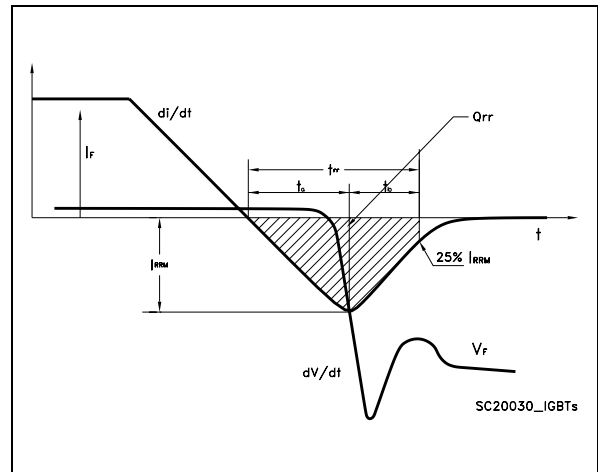 di/dt
Qrr
IF
trr
ta
tb
t
IRRM
25% IRRM
dV/dt
VF
SC20030_IGBTs